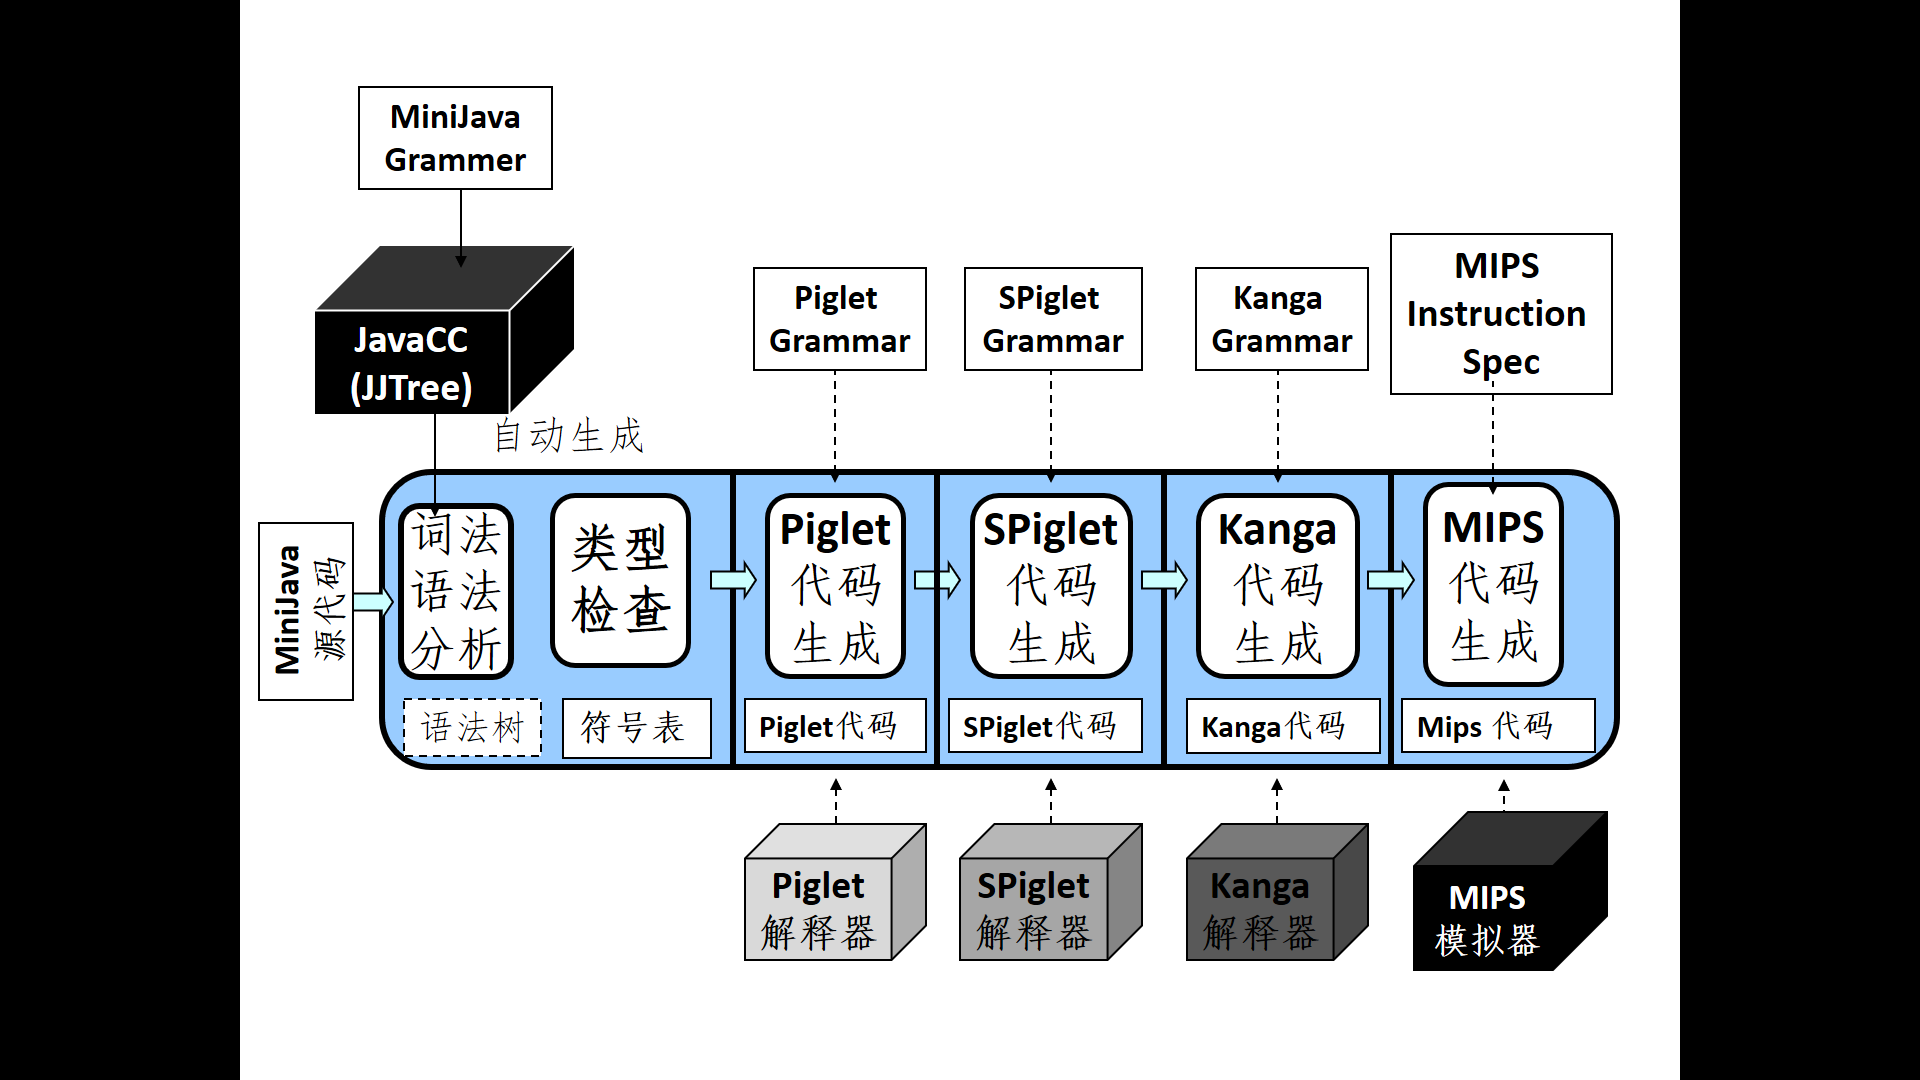 MiniJava
Grammer
JavaCC
(JJTree)
自动生成
Piglet
Grammar
SPiglet
Grammar
Kanga
Grammar
MIPS
Instruction
Spec
MiniJava
源代码
词法
语法
分析
类型
检查
Piglet
代码
生成
SPiglet
代码
生成
Kanga
代码
生成
MIPS
代码
生成
语法树
符号表
Piglet代码
SPiglet代码
Kanga代码
Mips 代码
Piglet
解释器
SPiglet
解释器
Kanga
解释器
MIPS
模拟器